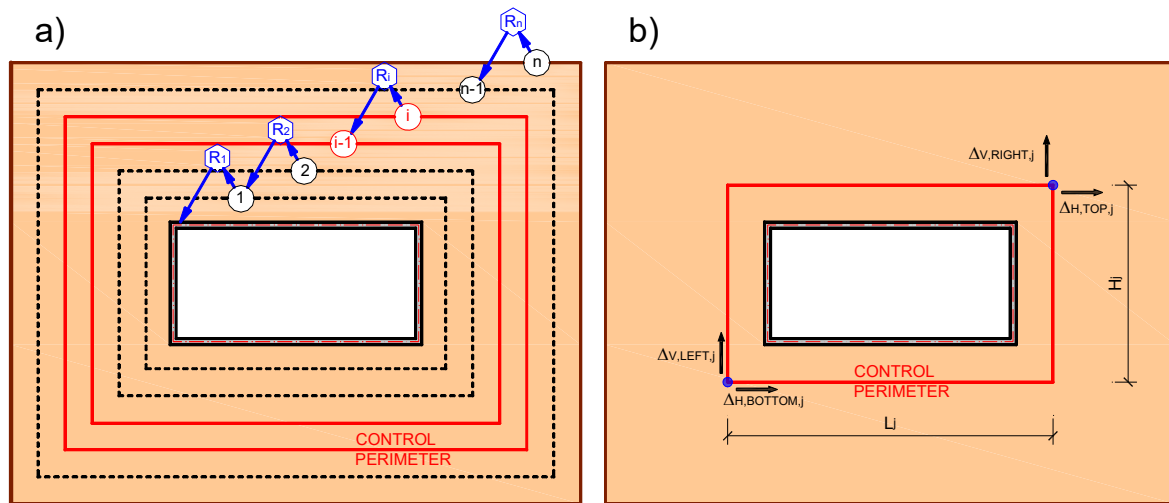 a)
Rn
n
Ri
n-1
i
R2
i-1
R1
2
1
CONTROL
PERIMETER
b)
ΔV,RIGHT,j
ΔH,TOP,j
Hj
ΔV,LEFT,j
CONTROL
PERIMETER
ΔH,BOTTOM,j
Lj